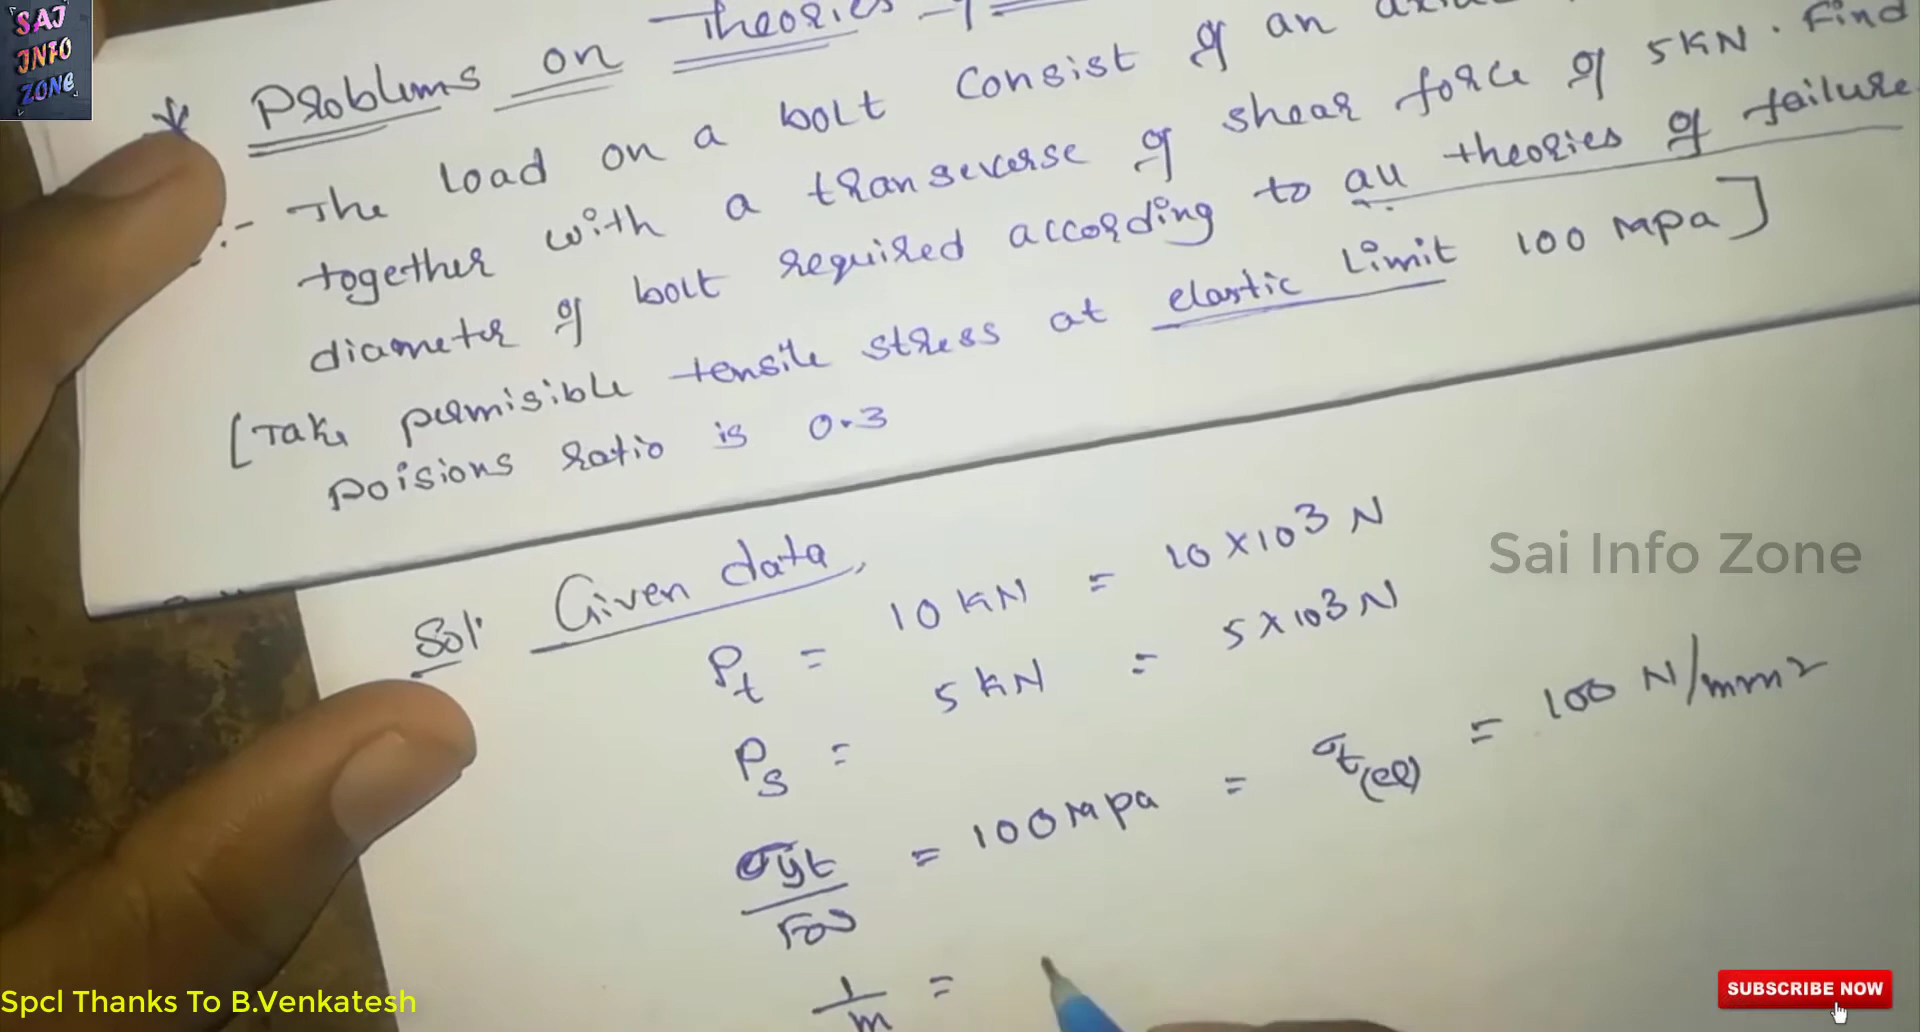 SAI
INFO
ZONE
* Problems on Theories of
:- The load on a bolt consist of an
together with a transeverse of shear force of 5KN. Find
diameter of bolt required according to all theories of failure.
[Take permisible tensile stress at elastic limit 100 Mpa]
poisions ratio is 0.3
Sol: Given data,
Pt = 10 KN = 10×10³ N
Ps = 5 KN = 5×10³ N
σyt/FOS = 100 Mpa = σt(el) = 100 N/mm²
1/m =
Sai Info Zone
Spcl Thanks To B.Venkatesh
SUBSCRIBE NOW